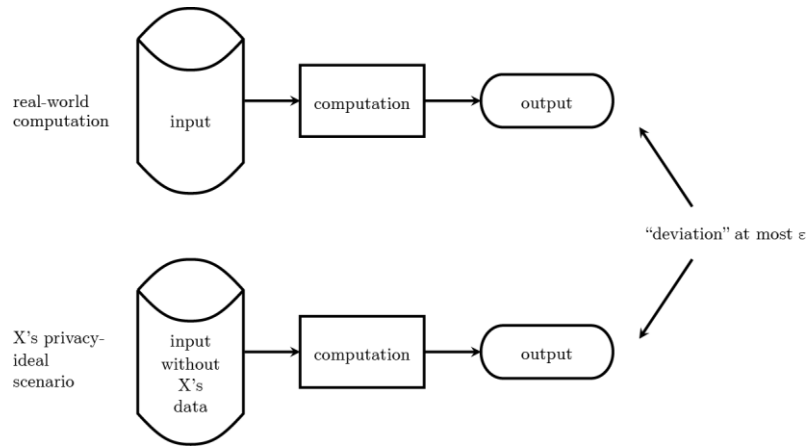 real-world
computation
input
computation
output
“deviation” at most ε
X's privacy-
ideal
scenario
input
without
X's
data
computation
output